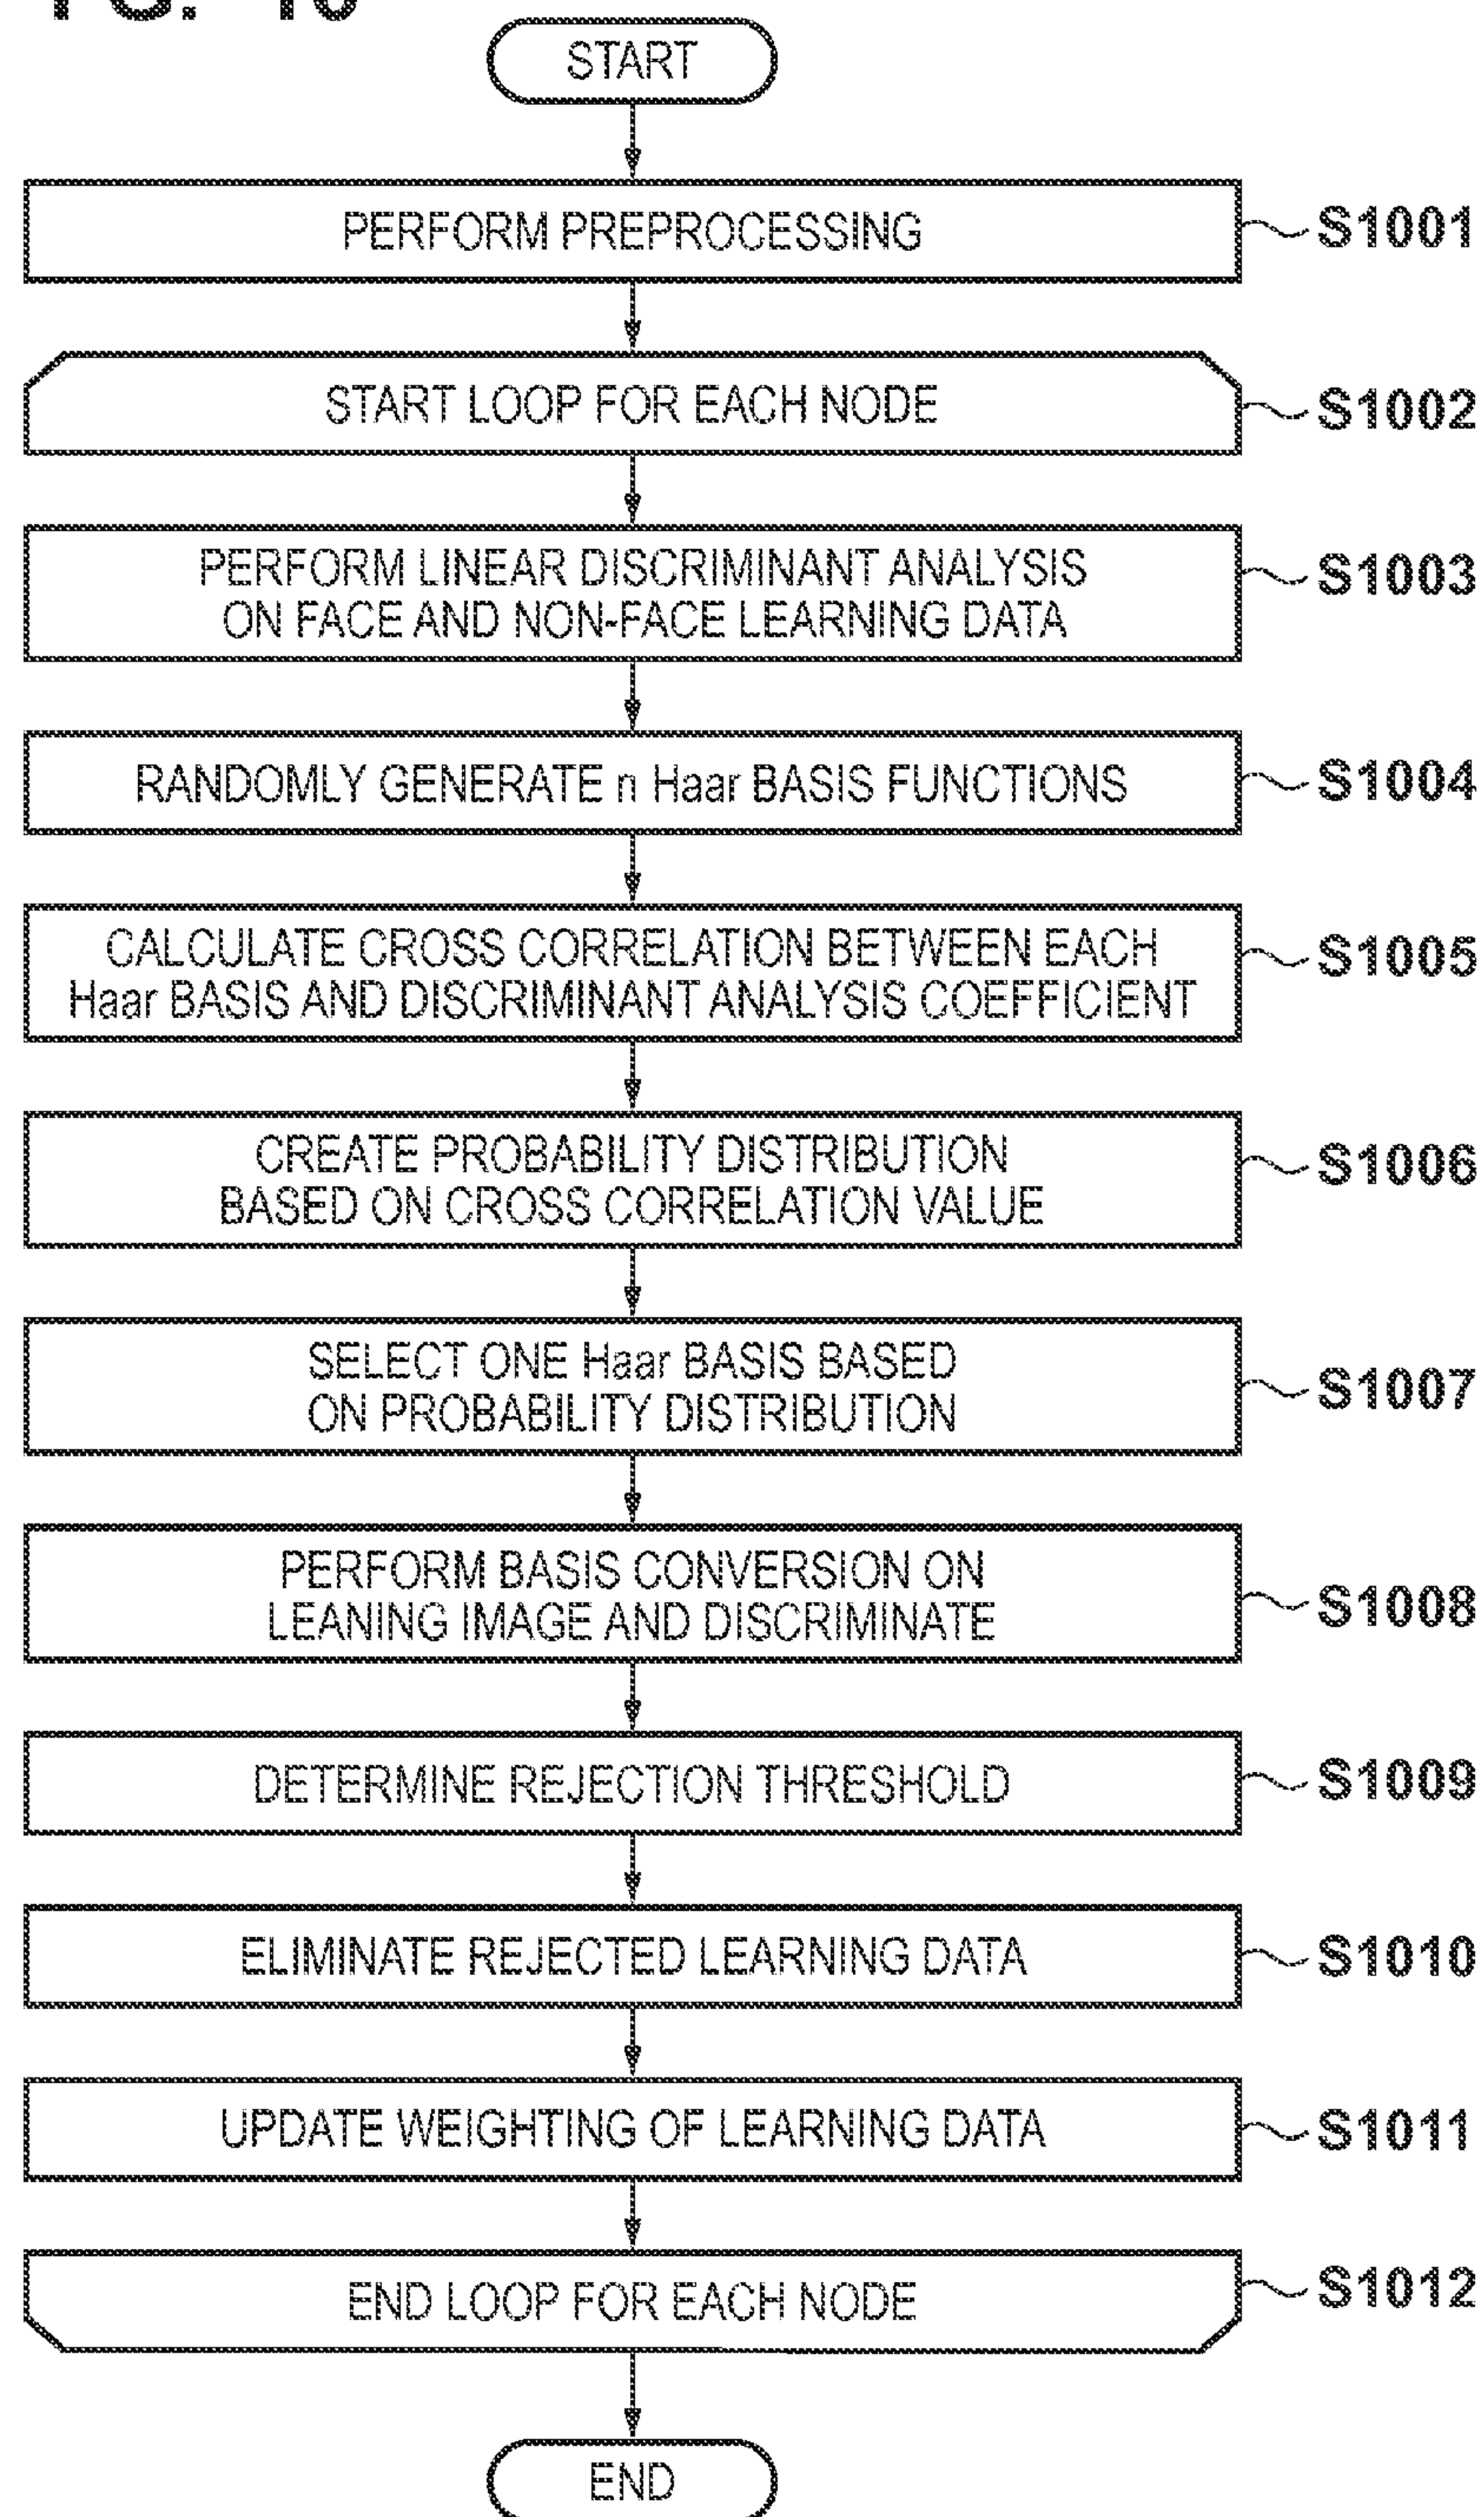 FG. 10
START
PERFORM PREPROCESSING
S1001
START LOOP FOR EACH NODE
S1002
PERFORM LINEAR DISCRIMINANT ANALYSIS
ON FACE AND NON-FACE LEARNING DATA
S1003
RANDOMLY GENERATE n Haar BASIS FUNCTIONS
S1004
CALCULATE CROSS CORRELATION BETWEEN EACH
Haar BASIS AND DISCRIMINANT ANALYSIS COEFFICIENT
S1005
CREATE PROBABILITY DISTRIBUTION
BASED ON CROSS CORRELATION VALUE
S1006
SELECT ONE Haar BASIS BASED
ON PROBABILITY DISTRIBUTION
S1007
PERFORM BASIS CONVERSION ON
LEANING IMAGE AND DISCRIMINATE
S1008
DETERMINE REJECTION THRESHOLD
S1009
ELIMINATE REJECTED LEARNING DATA
S1010
UPDATE WEIGHTING OF LEARNING DATA
S1011
END LOOP FOR EACH NODE
S1012
END